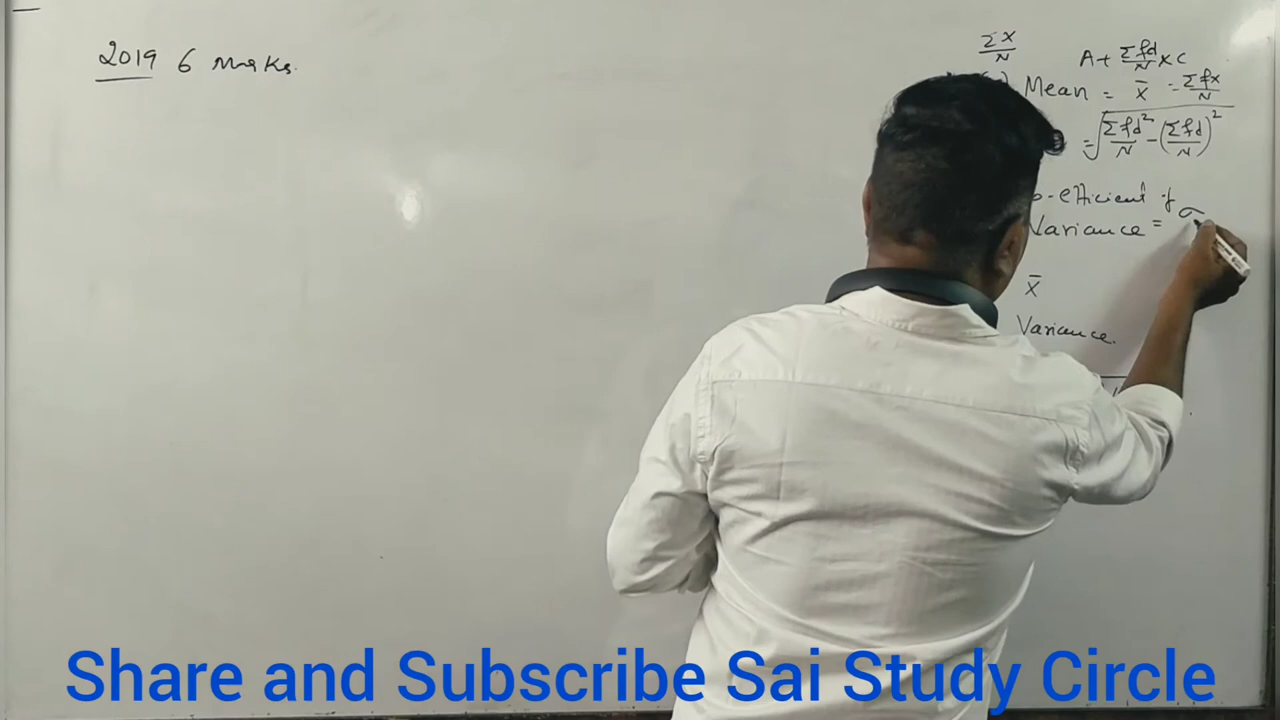 2019 6 Marks.
ΣX/N
A+ Σfd/N ×C
Mean = X̄ = Σfx/N
= √(Σfd²/N - (Σfd/N)²)
o-efficient of
Variance = σ
X̄
Variance.
Share and Subscribe Sai Study Circle